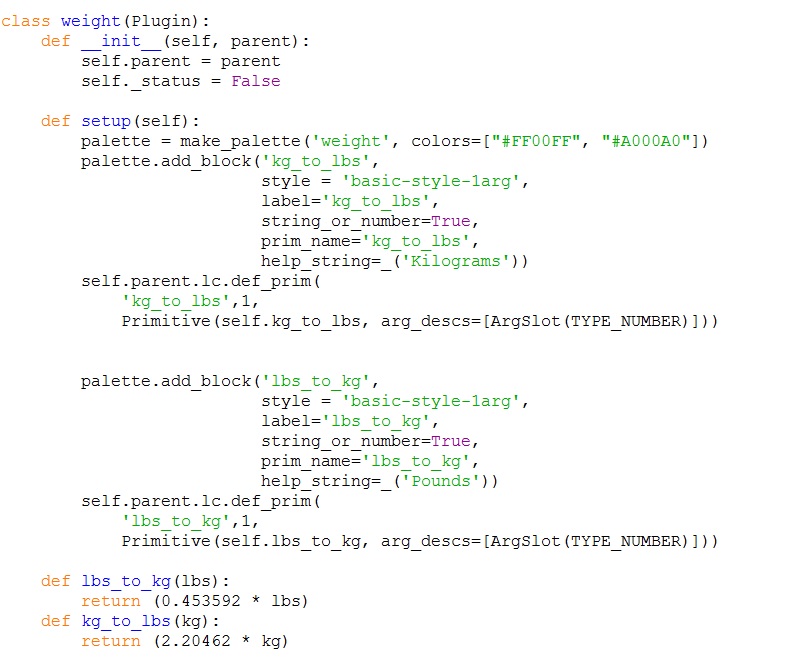 class weight(Plugin):
    def __init__(self, parent):
        self.parent = parent
        self._status = False

    def setup(self):
        palette = make_palette('weight', colors=["#FF00FF", "#A000A0"])
        palette.add_block('kg_to_lbs',
                          style = 'basic-style-1arg',
                          label='kg_to_lbs',
                          string_or_number=True,
                          prim_name='kg_to_lbs',
                          help_string=_('Kilograms'))
        self.parent.lc.def_prim(
            'kg_to_lbs',1,
            Primitive(self.kg_to_lbs, arg_descs=[ArgSlot(TYPE_NUMBER)]))


        palette.add_block('lbs_to_kg',
                          style = 'basic-style-1arg',
                          label='lbs_to_kg',
                          string_or_number=True,
                          prim_name='lbs_to_kg',
                          help_string=_('Pounds'))
        self.parent.lc.def_prim(
            'lbs_to_kg',1,
            Primitive(self.lbs_to_kg, arg_descs=[ArgSlot(TYPE_NUMBER)]))

    def lbs_to_kg(lbs):
        return (0.453592 * lbs)
    def kg_to_lbs(kg):
        return (2.20462 * kg)